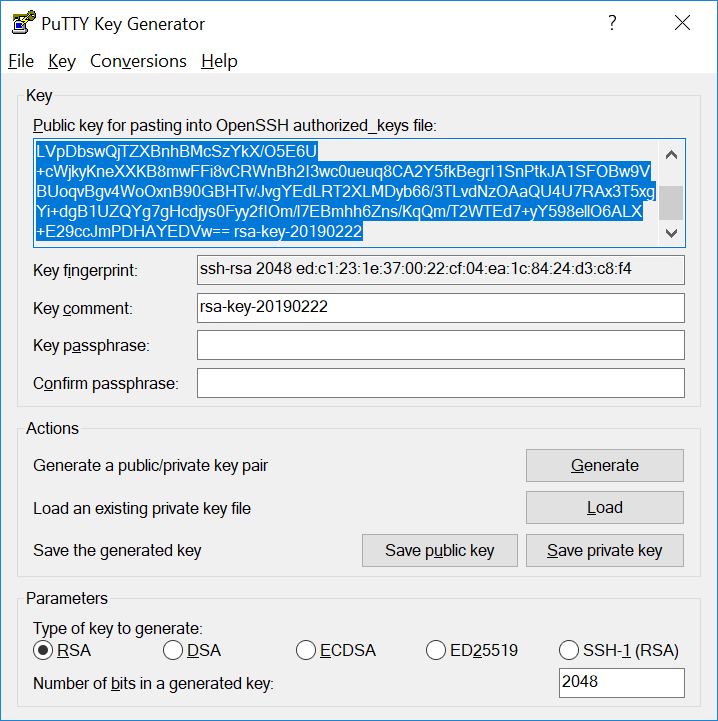 PuTTY Key Generator
?
File Key Conversions Help
Key
Public key for pasting into OpenSSH authorized_keys file:
LVpDbswQjTZXBnhBMcSzYkX/O5E6U
+cWjkyKneXXKB8mwFFi8vCRWnBh2I3wc0ueuq8CA2Y5fkBegrI1SnPtkJA1SFOBw9V
BUoqvBgv4WoOxnB90GBHTv/JvgYEdLRT2XLMDyb66/3TLvdNzOAaQU4U7RAx3T5xg
Yi+dgB1UZQYg7gHcdjys0Fyy2fIOm/I7EBmhh6Zns/KqQm/T2WTEd7+yY598ellO6ALX
+E29ccJmPDHAYEDVw== rsa-key-20190222
Key fingerprint:
ssh-rsa 2048 ed:c1:23:1e:37:00:22:cf:04:ea:1c:84:24:d3:c8:f4
Key comment:
rsa-key-20190222
Key passphrase:
Confirm passphrase:
Actions
Generate a public/private key pair
Generate
Load an existing private key file
Load
Save the generated key
Save public key
Save private key
Parameters
Type of key to generate:
RSA DSA ECDSA ED25519 SSH-1 (RSA)
Number of bits in a generated key:
2048